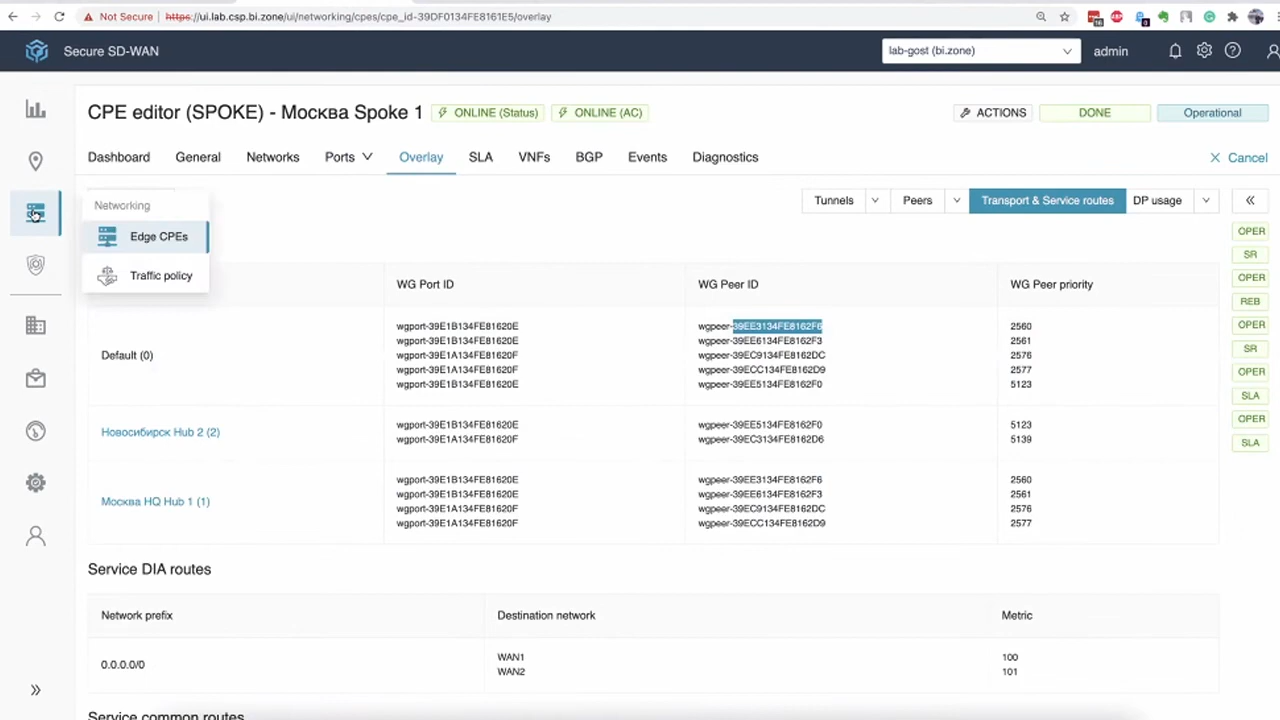 Not Secure https://ui.lab.csp.bi.zone/ui/networking/cpes/cpe_id-39DF0134FE8161E5/overlay
Secure SD-WAN
lab-gost (bi.zone)
admin
CPE editor (SPOKE) - Москва Spoke 1
ONLINE (Status)
ONLINE (AC)
ACTIONS
DONE
Operational
Dashboard General Networks Ports Overlay SLA VNFs BGP Events Diagnostics
Cancel
Networking
Edge CPEs
Traffic policy
Tunnels Peers Transport & Service routes DP usage
OPER
SR
OPER
REB
OPER
SR
OPER
SLA
OPER
SLA
WG Port ID WG Peer ID WG Peer priority
Default (0)
wgport-39E1B134FE81620E wgpeer-39EE3134FE8162F6 2560
wgport-39E1B134FE81620E wgpeer-39EE6134FE8162F3 2561
wgport-39E1A134FE81620F wgpeer-39EC9134FE8162DC 2576
wgport-39E1A134FE81620F wgpeer-39ECC134FE8162D9 2577
wgport-39E1B134FE81620E wgpeer-39EE5134FE8162F0 5123
Новосибирск Hub 2 (2)
wgport-39E1B134FE81620E wgpeer-39EE5134FE8162F0 5123
wgport-39E1A134FE81620F wgpeer-39EC3134FE8162D6 5139
Москва HQ Hub 1 (1)
wgport-39E1B134FE81620E wgpeer-39EE3134FE8162F6 2560
wgport-39E1B134FE81620E wgpeer-39EE6134FE8162F3 2561
wgport-39E1A134FE81620F wgpeer-39EC9134FE8162DC 2576
wgport-39E1A134FE81620F wgpeer-39ECC134FE8162D9 2577
Service DIA routes
Network prefix Destination network Metric
0.0.0.0/0
WAN1 100
WAN2 101
Service common routes